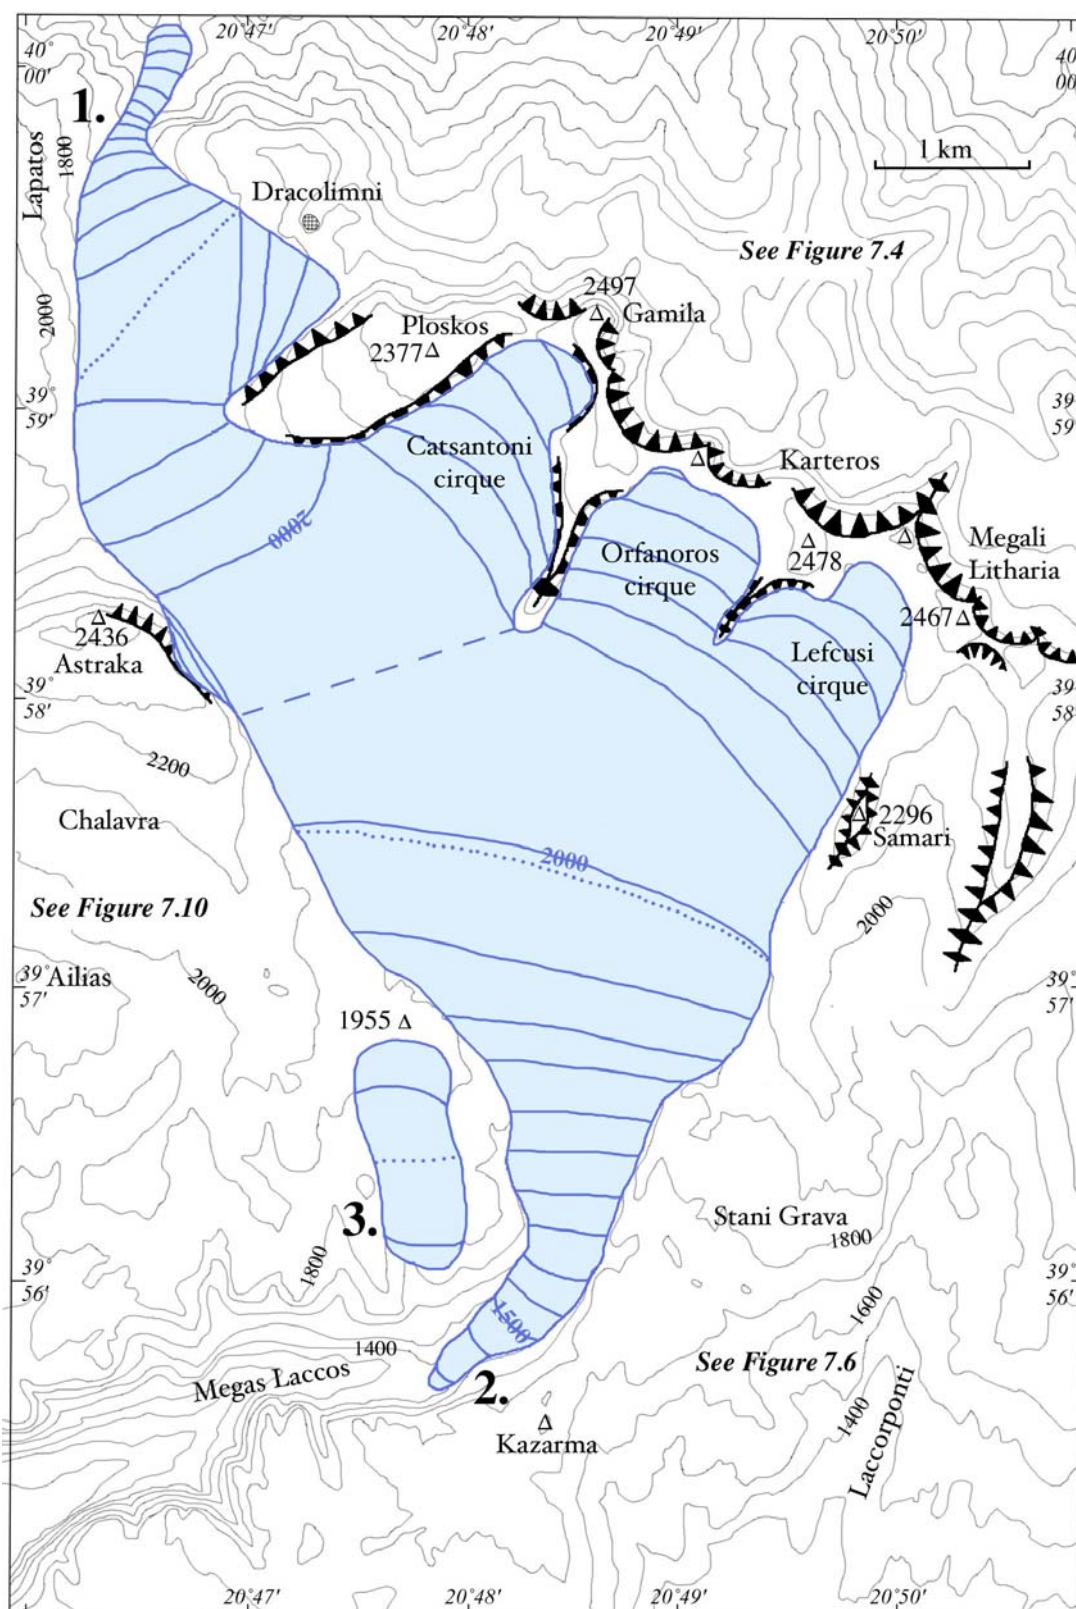 20°47'
20°48'
20°49'
20°50'
40°
00'
40
00'
1.
1800
Lapatos
1 km
Dracolimni
See Figure 7.4
2497
Gamila
2000
Ploskos
2377
39°
59'
39
59'
Catsantoni
cirque
Karteros
2000
Orfanoros
cirque
2478
Megali
Litharia
2436
Astraka
2467
Lefcusi
cirque
39°
58'
39
58'
2200
Chalavra
2296
Samari
2000
See Figure 7.10
2000
39°
57'
Ailias
2000
39°
57'
1955
3.
Stani Grava
1800
1800
39°
56'
39°
56'
1600
1500
1400
See Figure 7.6
Megas Laccos
2.
1400
Kazarma
Laccorponti
20°47'
20°48'
20°49'
20°50'